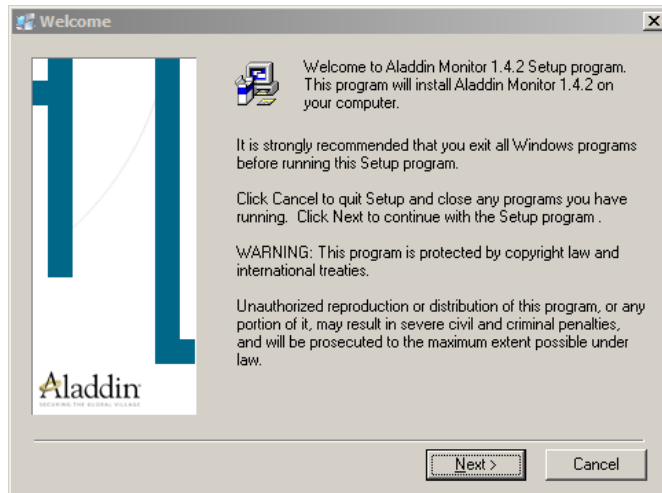 Welcome
Welcome to Aladdin Monitor 1.4.2 Setup program.
This program will install Aladdin Monitor 1.4.2 on
your computer.
It is strongly recommended that you exit all Windows programs
before running this Setup program.
Click Cancel to quit Setup and close any programs you have
running.  Click Next to continue with the Setup program .
WARNING: This program is protected by copyright law and
international treaties.
Unauthorized reproduction or distribution of this program, or any
portion of it, may result in severe civil and criminal penalties,
and will be prosecuted to the maximum extent possible under
law.
Aladdin
SECURING THE GLOBAL VILLAGE
Next >
Cancel